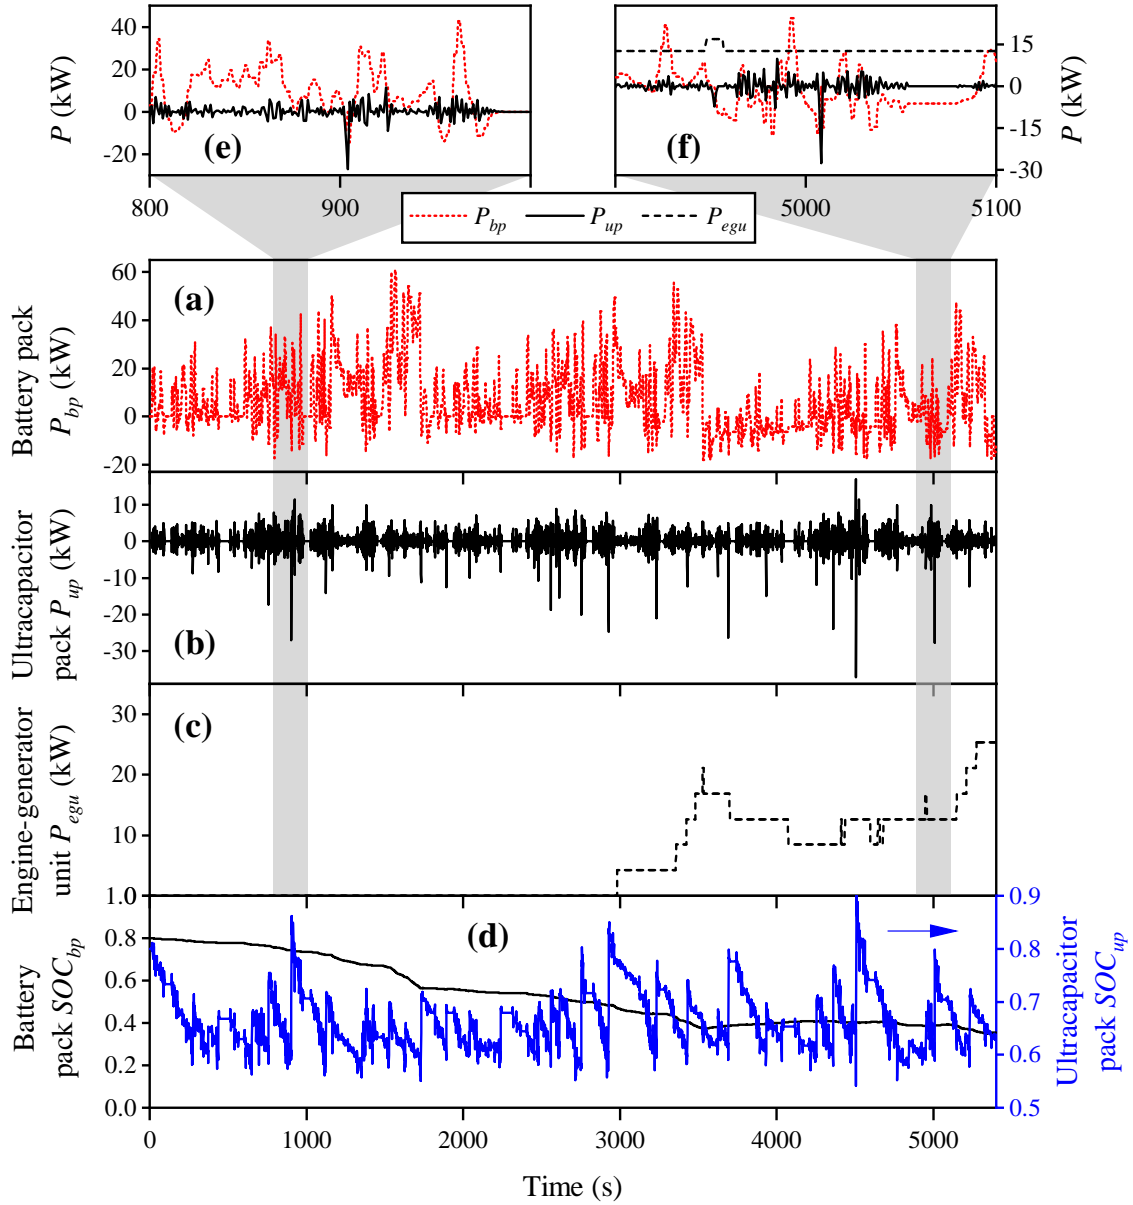 40
20
0
-20
P (kW)
(e)
800
900
15
0
-15
-30
P (kW)
(f)
5000
5100
P_bp
P_up
P_egu
(a)
60
40
20
0
-20
Battery pack
P_bp (kW)
10
0
-10
-20
-30
Ultracapacitor
pack P_up (kW)
(b)
(c)
30
20
10
Engine-generator
unit P_egu (kW)
1.0
0.8
0.6
0.4
0.2
0.0
Battery
pack SOC_bp
(d)
0.9
0.8
0.7
0.6
0.5
Ultracapacitor
pack SOC_up
0
1000
2000
3000
4000
5000
Time (s)